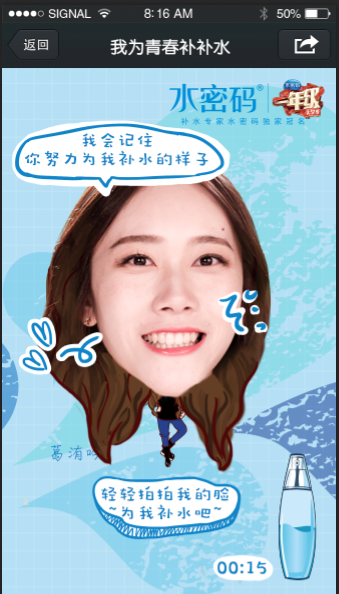 SIGNAL 8:16 AM 50%
返回 我为青春补补水
水密码® 一年级
补水专家水密码独家冠名
我会记住
你努力为我补水的样子
轻轻拍拍我的脸
~为我补水吧~
00:15